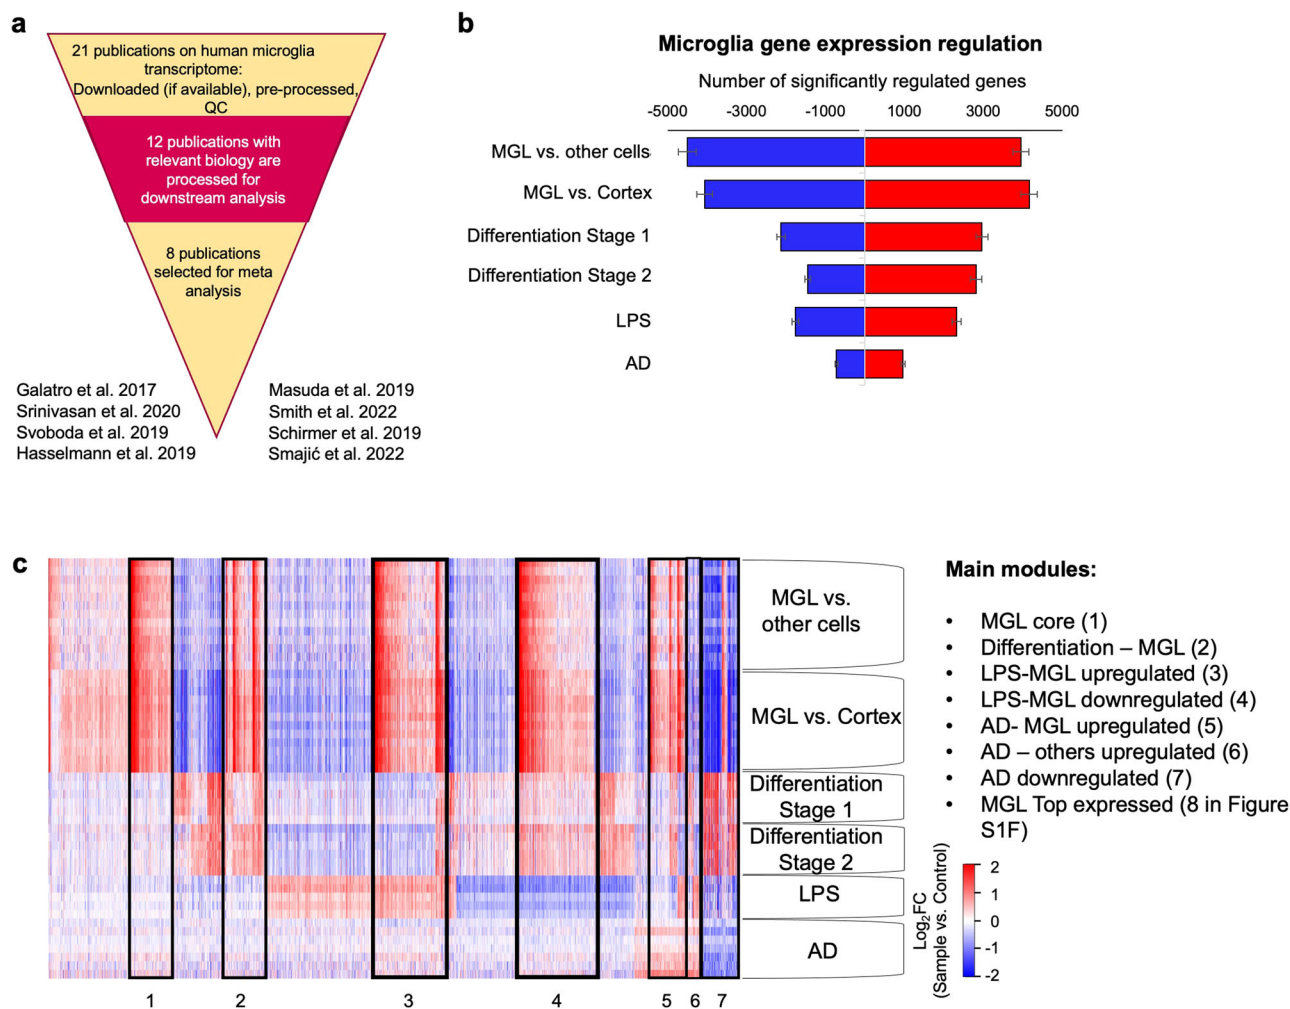 a
21 publications on human microglia
transcriptome:
Downloaded (if available), pre-processed,
QC
12 publications with
relevant biology are
processed for
downstream analysis
8 publications
selected for meta
analysis
Galatro et al. 2017
Srinivasan et al. 2020
Svoboda et al. 2019
Hasselmann et al. 2019
Masuda et al. 2019
Smith et al. 2022
Schirmer et al. 2019
Smajić et al. 2022
b
Microglia gene expression regulation
Number of significantly regulated genes
-5000 -3000 -1000 1000 3000 5000
MGL vs. other cells
MGL vs. Cortex
Differentiation Stage 1
Differentiation Stage 2
LPS
AD
c
MGL vs.
other cells
MGL vs. Cortex
Differentiation
Stage 1
Differentiation
Stage 2
LPS
AD
1 2 3 4 5 6 7
Main modules:
• MGL core (1)
• Differentiation – MGL (2)
• LPS-MGL upregulated (3)
• LPS-MGL downregulated (4)
• AD- MGL upregulated (5)
• AD – others upregulated (6)
• AD downregulated (7)
• MGL Top expressed (8 in Figure
S1F)
Log₂FC
(Sample vs. Control)
2
1
0
-1
-2